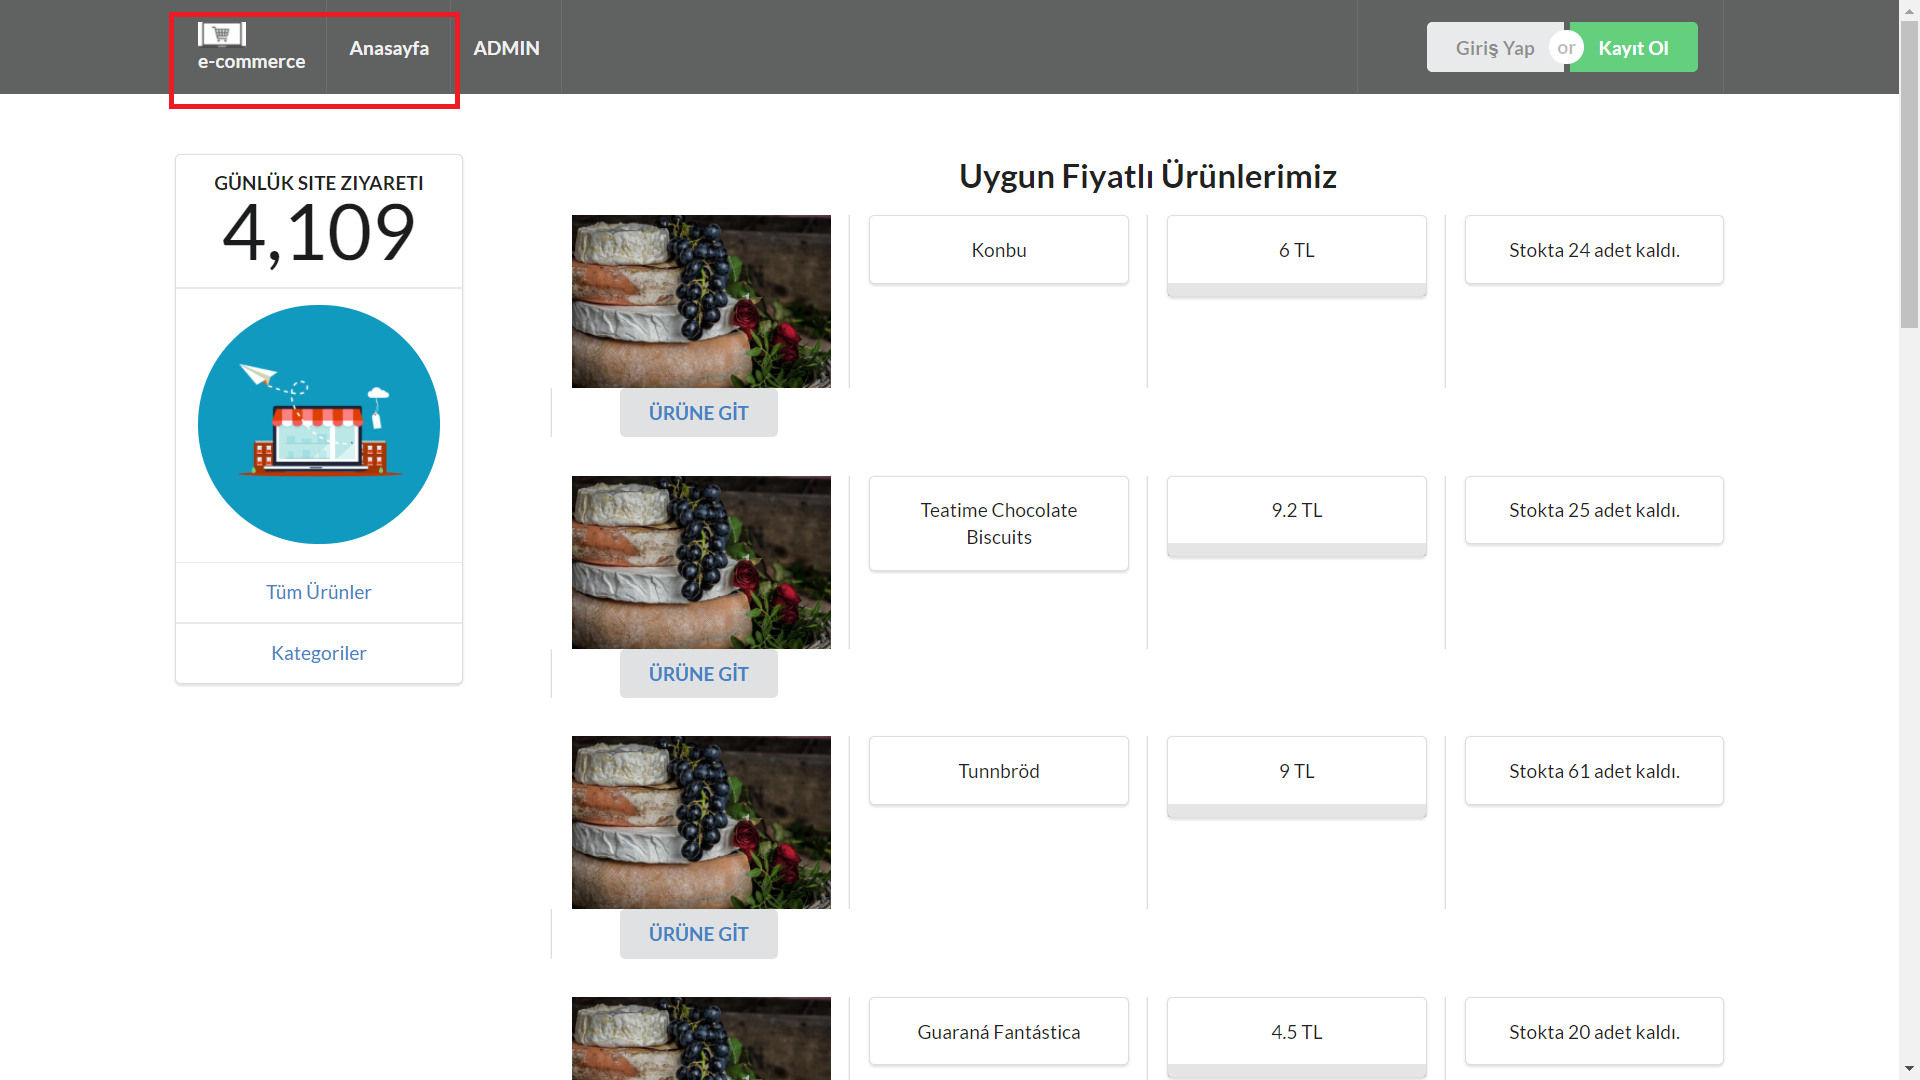 e-commerce
Anasayfa
ADMIN
Giriş Yap
or
Kayıt Ol
GÜNLÜK SITE ZIYARETI
4,109
Tüm Ürünler
Kategoriler
Uygun Fiyatlı Ürünlerimiz
Konbu
6 TL
Stokta 24 adet kaldı.
ÜRÜNE GİT
Teatime Chocolate
Biscuits
9.2 TL
Stokta 25 adet kaldı.
ÜRÜNE GİT
Tunnbröd
9 TL
Stokta 61 adet kaldı.
ÜRÜNE GİT
Guaraná Fantástica
4.5 TL
Stokta 20 adet kaldı.